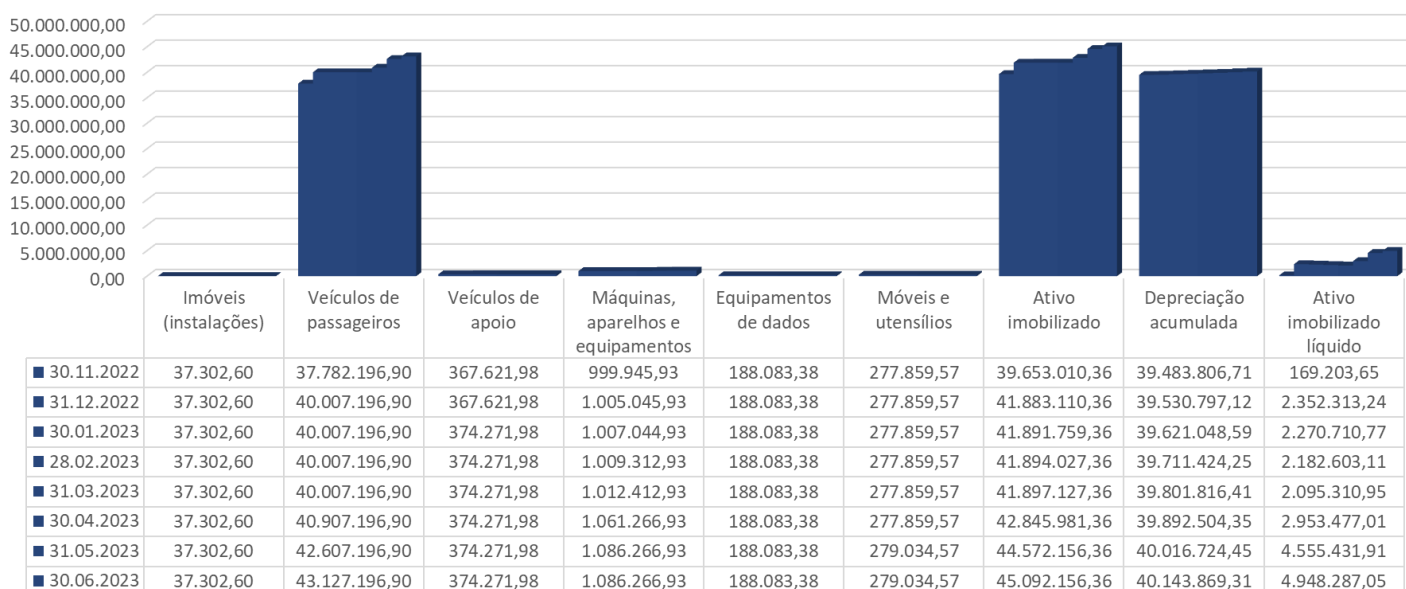 50.000.000,00
45.000.000,00
40.000.000,00
35.000.000,00
30.000.000,00
25.000.000,00
20.000.000,00
15.000.000,00
10.000.000,00
5.000.000,00
0,00
Imóveis Veículos de Veículos de Máquinas, Equipamentos Móveis e Ativo Depreciação Ativo
(instalações) passageiros apoio aparelhos e de dados utensílios imobilizado acumulada imobilizado
equipamentos líquido
30.11.2022 37.302,60 37.782.196,90 367.621,98 999.945,93 188.083,38 277.859,57 39.653.010,36 39.483.806,71 169.203,65
31.12.2022 37.302,60 40.007.196,90 367.621,98 1.005.045,93 188.083,38 277.859,57 41.883.110,36 39.530.797,12 2.352.313,24
30.01.2023 37.302,60 40.007.196,90 374.271,98 1.007.044,93 188.083,38 277.859,57 41.891.759,36 39.621.048,59 2.270.710,77
28.02.2023 37.302,60 40.007.196,90 374.271,98 1.009.312,93 188.083,38 277.859,57 41.894.027,36 39.711.424,25 2.182.603,11
31.03.2023 37.302,60 40.007.196,90 374.271,98 1.012.412,93 188.083,38 277.859,57 41.897.127,36 39.801.816,41 2.095.310,95
30.04.2023 37.302,60 40.907.196,90 374.271,98 1.061.266,93 188.083,38 277.859,57 42.845.981,36 39.892.504,35 2.953.477,01
31.05.2023 37.302,60 42.607.196,90 374.271,98 1.086.266,93 188.083,38 279.034,57 44.572.156,36 40.016.724,45 4.555.431,91
30.06.2023 37.302,60 43.127.196,90 374.271,98 1.086.266,93 188.083,38 279.034,57 45.092.156,36 40.143.869,31 4.948.287,05